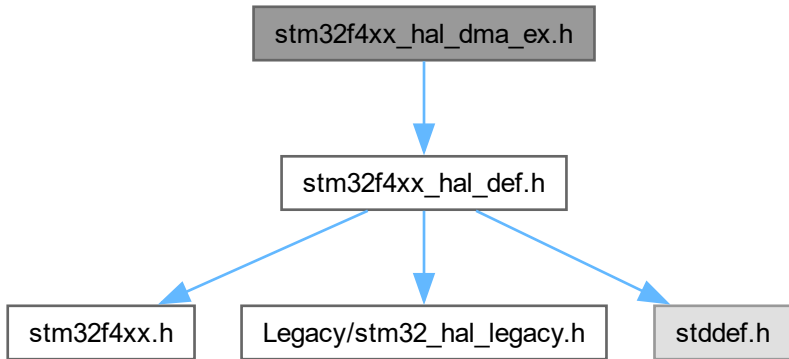 stm32f4xx_hal_dma_ex.h
stm32f4xx_hal_def.h
stm32f4xx.h
Legacy/stm32_hal_legacy.h
stddef.h